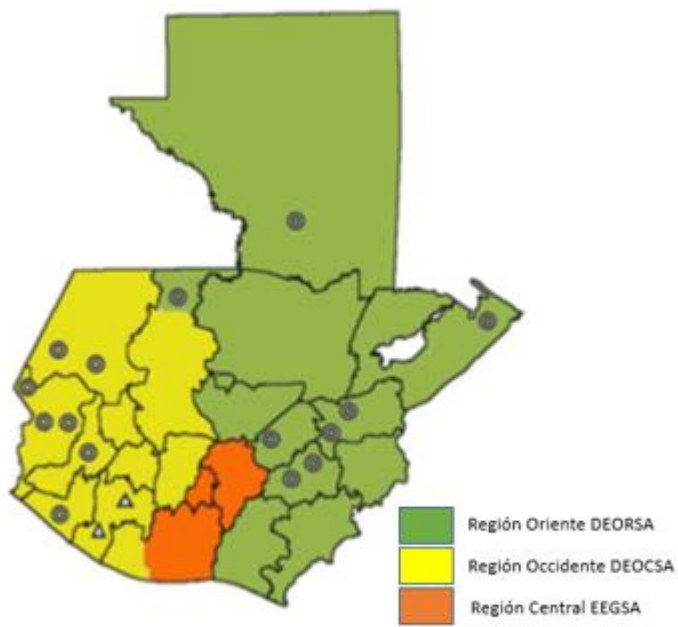 Región Oriente DEORSA
Región Occidente DEOCSA
Región Central EEGSA